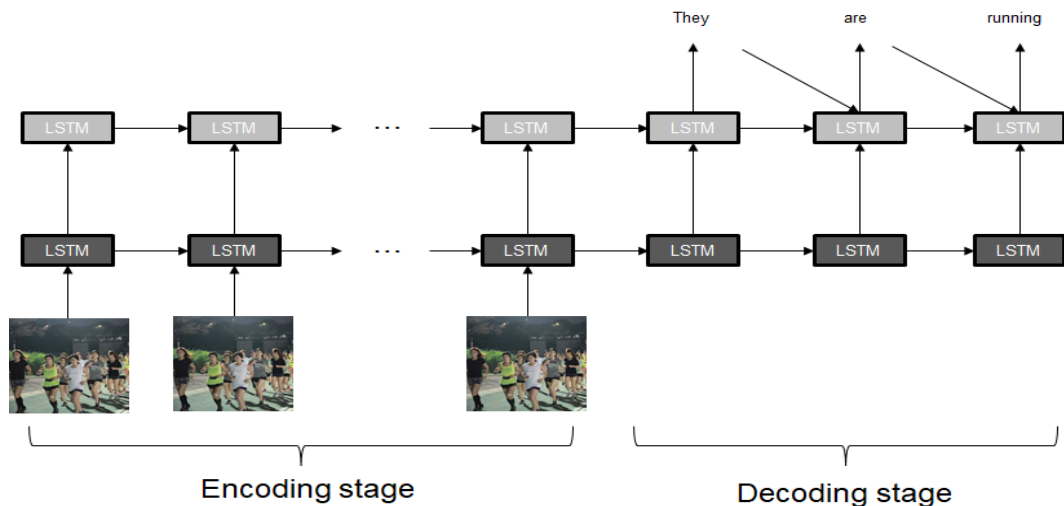 They are running
LSTM LSTM ... LSTM LSTM LSTM LSTM
LSTM LSTM ... LSTM LSTM LSTM LSTM
Encoding stage Decoding stage